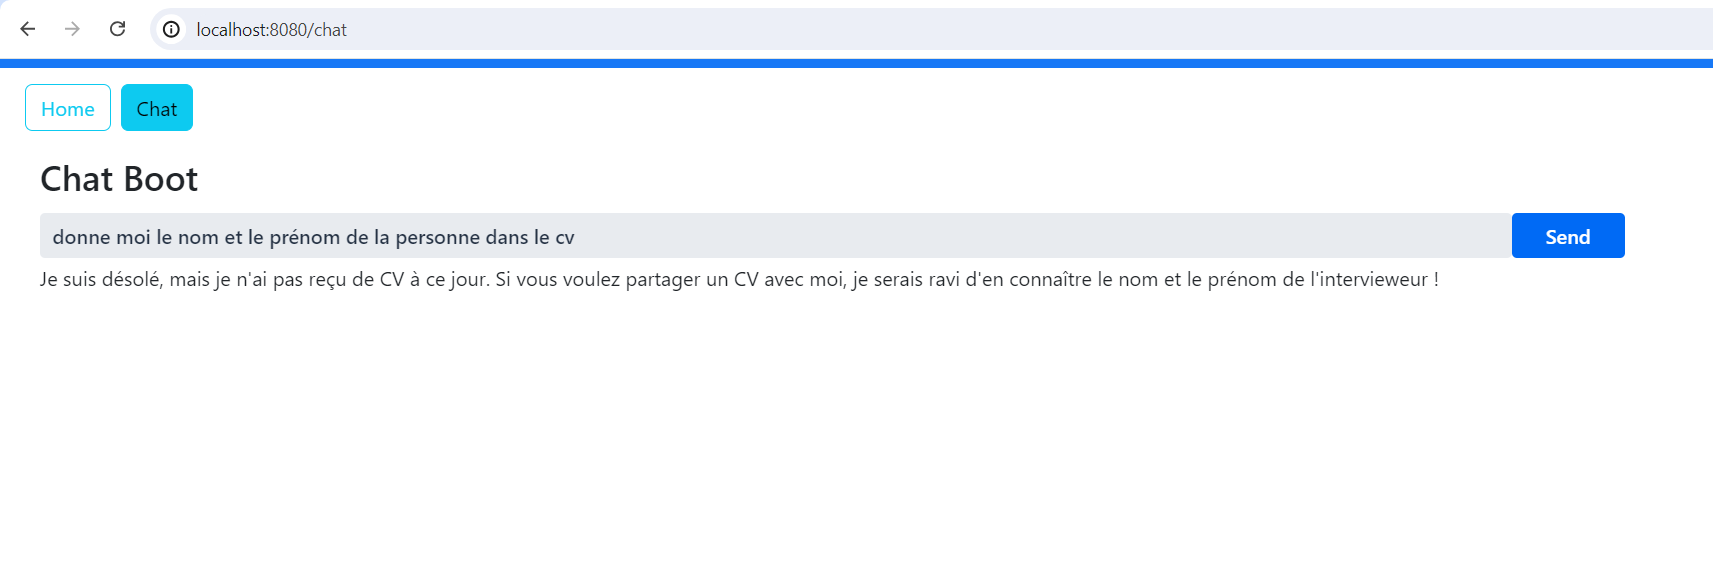 localhost:8080/chat
Home Chat
Chat Boot
donne moi le nom et le prénom de la personne dans le cv Send
Je suis désolé, mais je n'ai pas reçu de CV à ce jour. Si vous voulez partager un CV avec moi, je serais ravi d'en connaître le nom et le prénom de l'intervieweur !